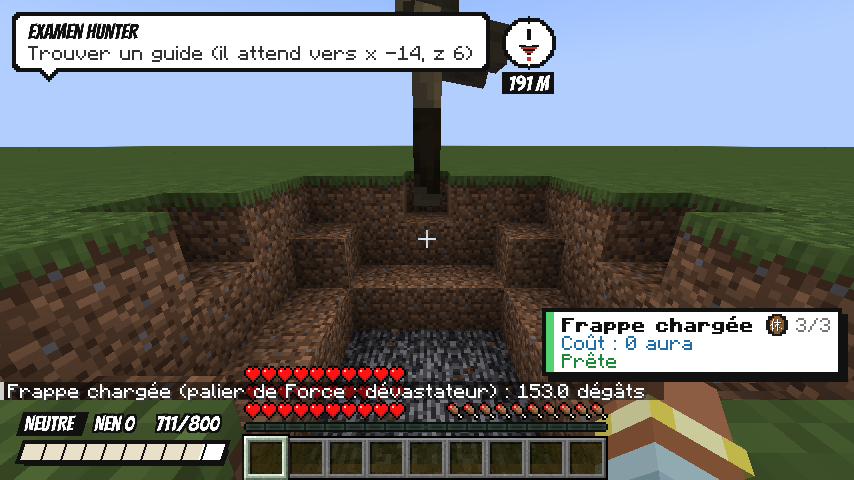 EXAMEN HUNTER
Trouver un guide (il attend vers x -14, z 6)
191 M
Frappe chargée 休 3/3
Coût : 0 aura
Prête
Frappe chargée (palier de Force : dévastateur) : 153.0 dégâts
NEUTRE NEN 0 711/800